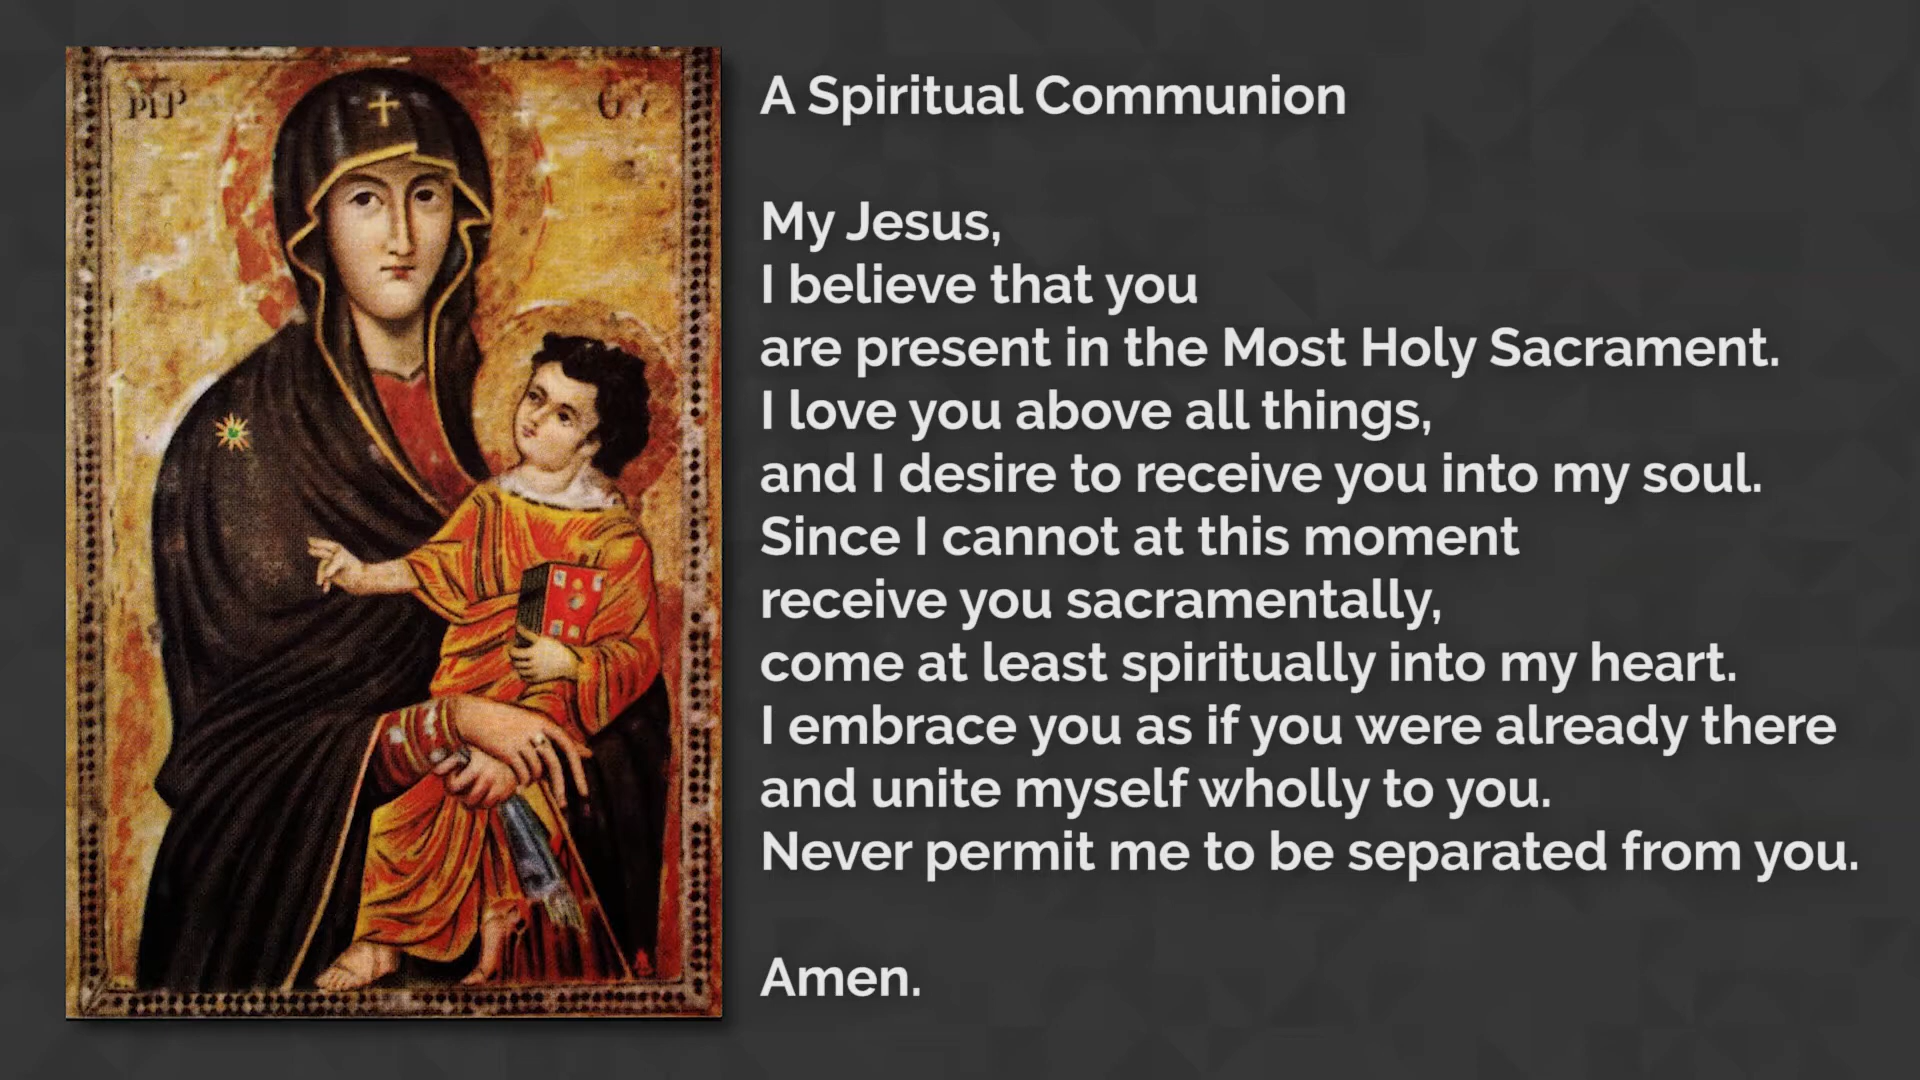 A Spiritual Communion
My Jesus,
I believe that you
are present in the Most Holy Sacrament.
I love you above all things,
and I desire to receive you into my soul.
Since I cannot at this moment
receive you sacramentally,
come at least spiritually into my heart.
I embrace you as if you were already there
and unite myself wholly to you.
Never permit me to be separated from you.
Amen.